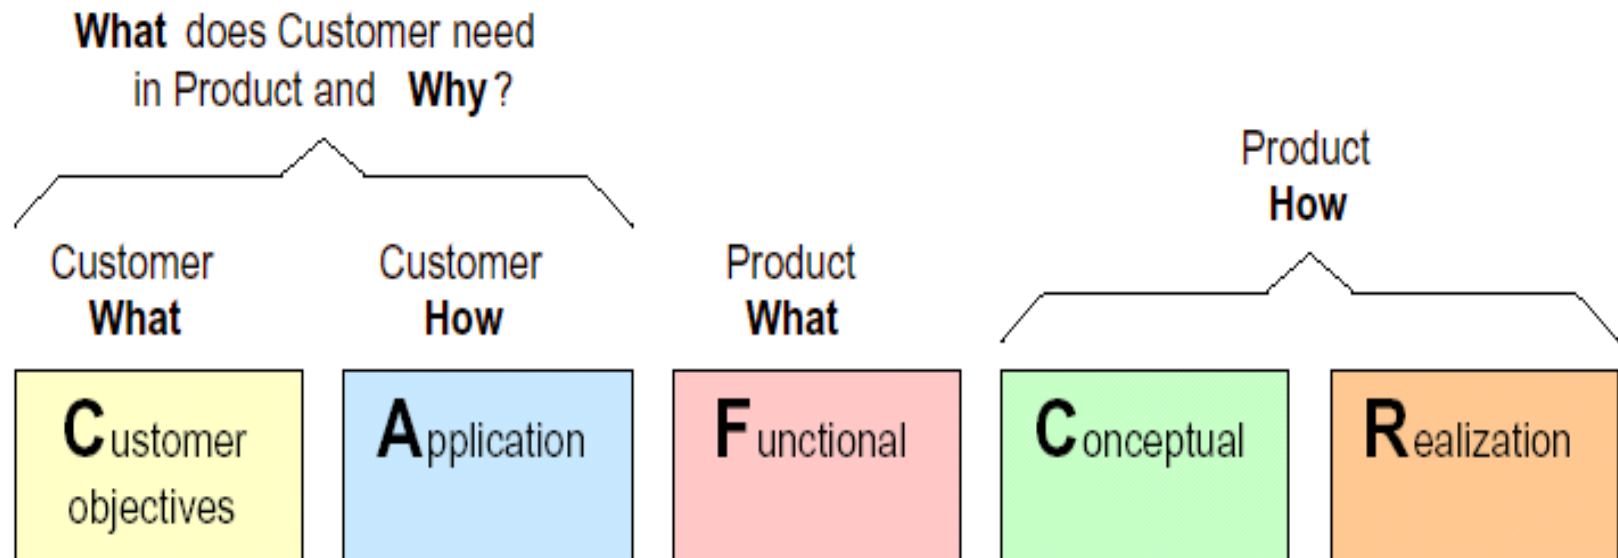 What does Customer need
in Product and Why?
Product
How
Customer
What
Customer
How
Product
What
Customer
objectives
Application
Functional
Conceptual
Realization